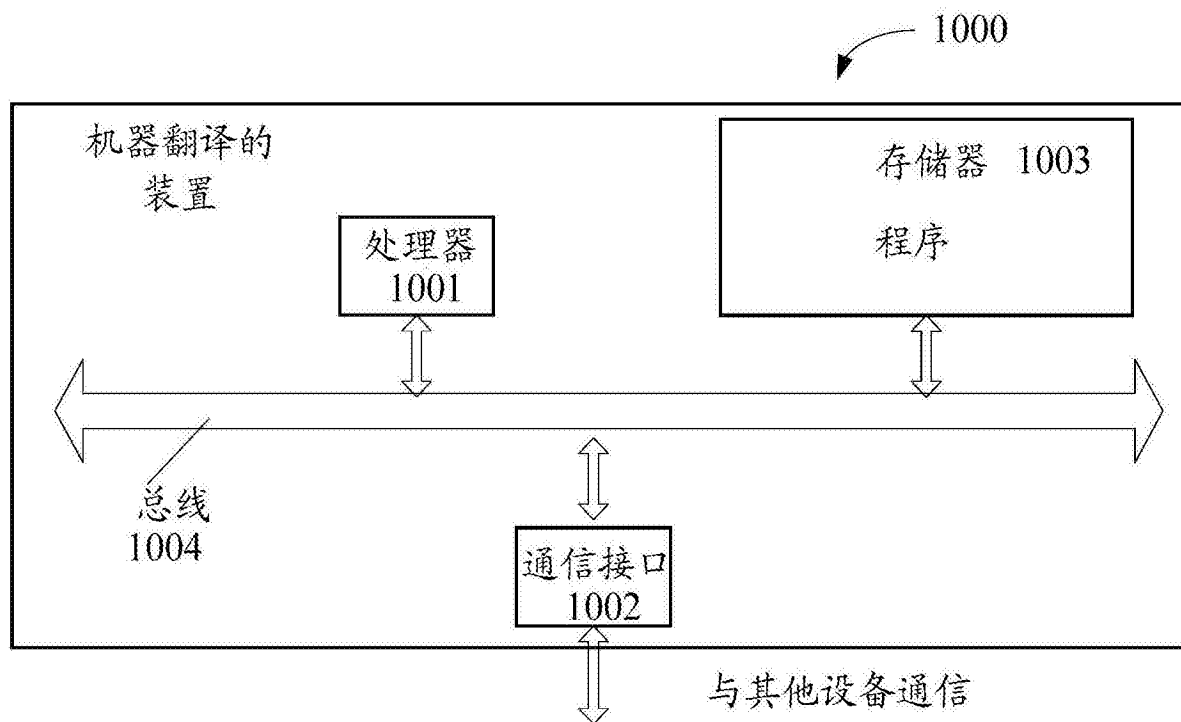 1000
机器翻译的
装置
存储器 1003
程序
处理器
1001
总线
1004
通信接口
1002
与其他设备通信